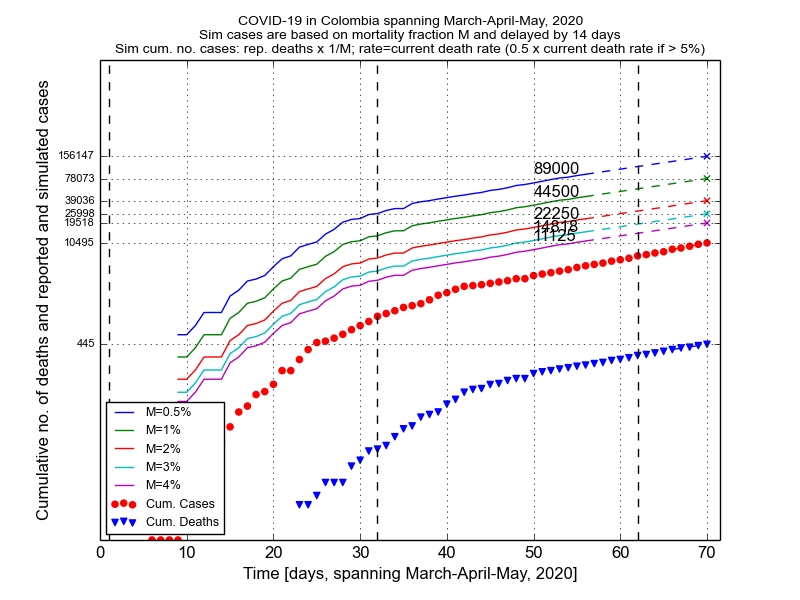 COVID-19 in Colombia spanning March-April-May, 2020
Sim cases are based on mortality fraction M and delayed by 14 days
Sim cum. no. cases: rep. deaths x 1/M; rate=current death rate (0.5 x current death rate if > 5%)
Cumulative no. of deaths and reported and simulated cases
156147
78073
39036
25998
19518
10495
445
89000
44500
22250
14818
11125
M=0.5%
M=1%
M=2%
M=3%
M=4%
Cum. Cases
Cum. Deaths
0 10 20 30 40 50 60 70
Time [days, spanning March-April-May, 2020]